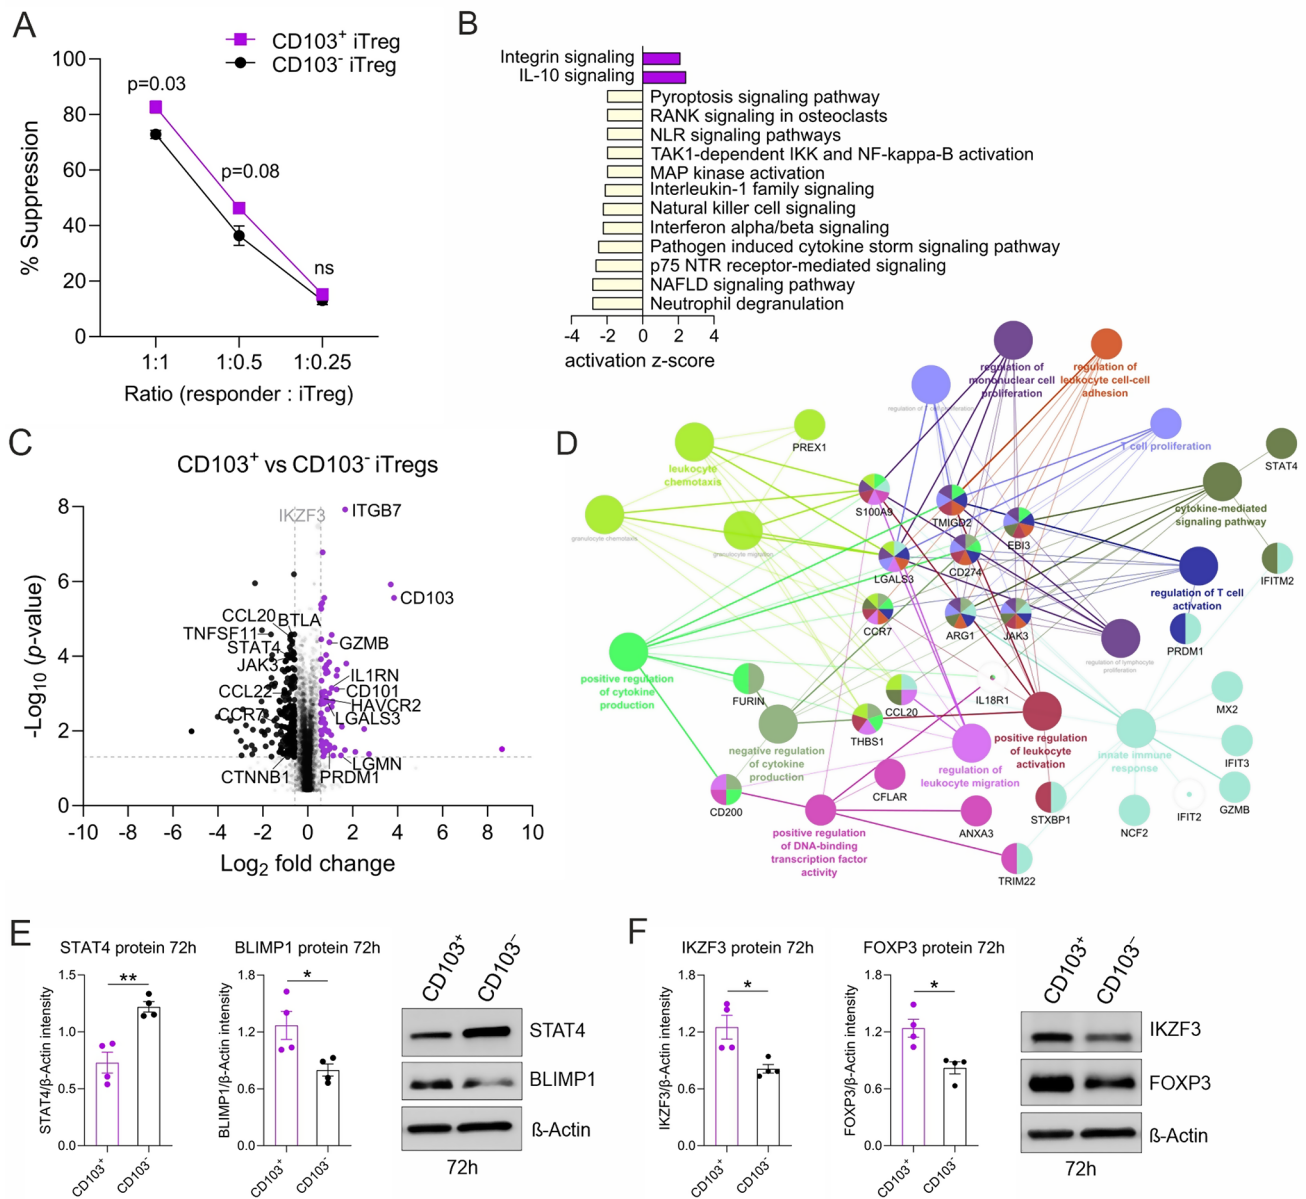 A
CD103+ iTreg
CD103- iTreg
100
80
60
40
20
0
% Suppression
p=0.03
p=0.08
ns
1:1
1:0.5
1:0.25
Ratio (responder : iTreg)
B
Integrin signaling
IL-10 signaling
Pyroptosis signaling pathway
RANK signaling in osteoclasts
NLR signaling pathways
TAK1-dependent IKK and NF-kappa-B activation
MAP kinase activation
Interleukin-1 family signaling
Natural killer cell signaling
Interferon alpha/beta signaling
Pathogen induced cytokine storm signaling pathway
p75 NTR receptor-mediated signaling
NAFLD signaling pathway
Neutrophil degranulation
-4 -2 0 2 4
activation z-score
C
CD103+ vs CD103- iTregs
8
6
4
2
0
-Log10 (p-value)
IKZF3
ITGB7
CD103
CCL20
BTLA
TNFSF11
STAT4
GZMB
JAK3
IL1RN
CCL22
CD101
HAVCR2
CCR7
LGALS3
LGMN
CTNNB1
PRDM1
-10 -8 -6 -4 -2 0 2 4 6 8 10
Log2 fold change
D
regulation of
mononuclear cell
proliferation
regulation of
leukocyte cell-cell
adhesion
regulation of T cell proliferation
PREX1
T cell proliferation
leukocyte
chemotaxis
STAT4
cytokine-mediated
signaling pathway
S100A9
TMIGD2
EBI3
granulocyte chemotaxis
granulocyte migration
LGALS3
CD274
IFITM2
regulation of T cell
activation
CCR7
ARG1
JAK3
PRDM1
regulation of lymphocyte
proliferation
positive regulation
of cytokine
production
FURIN
CCL20
IL18R1
MX2
THBS1
negative regulation
of cytokine
production
positive regulation
of leukocyte
activation
innate immune
response
IFIT3
regulation of
leukocyte migration
CD200
CFLAR
STXBP1
IFIT2
GZMB
NCF2
ANXA3
positive regulation
of DNA-binding
transcription factor
activity
TRIM22
E
STAT4 protein 72h
1.5
1.0
0.5
0.0
STAT4/β-Actin intensity
**
CD103+
CD103-
BLIMP1 protein 72h
1.8
1.2
0.6
0.0
BLIMP1/β-Actin intensity
*
CD103+
CD103-
CD103+
CD103-
STAT4
BLIMP1
ß-Actin
72h
F
IKZF3 protein 72h
1.8
1.2
0.6
0.0
IKZF3/β-Actin intensity
*
CD103+
CD103-
FOXP3 protein 72h
1.8
1.2
0.6
0.0
FOXP3/β-Actin intensity
*
CD103+
CD103-
CD103+
CD103-
IKZF3
FOXP3
ß-Actin
72h